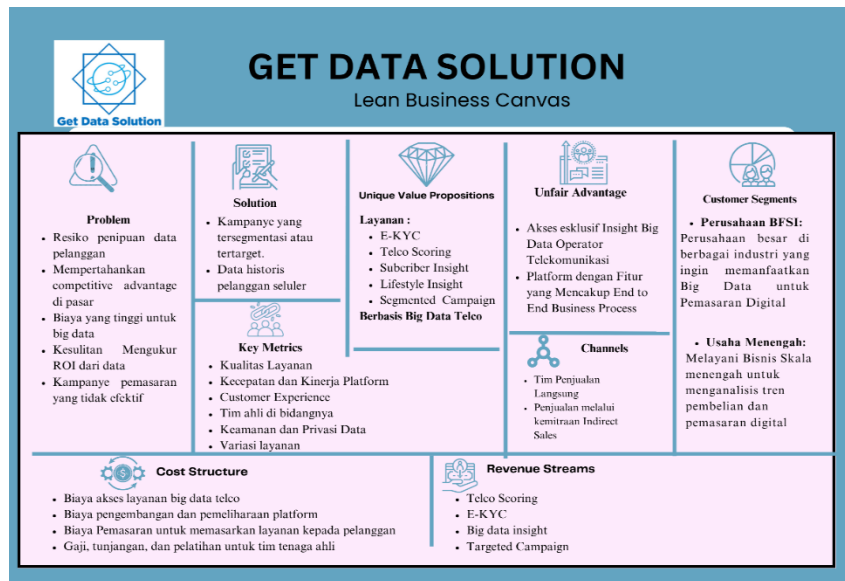 GET DATA SOLUTION
Lean Business Canvas
Get Data Solution
Problem
• Resiko penipuan data
pelanggan
• Mempertahankan
competitive advantage
di pasar
• Biaya yang tinggi untuk
big data
• Kesulitan Mengukur
ROI dari data
• Kampanye pemasaran
yang tidak efektif
Solution
• Kampanye yang
tersegmentasi atau
tertarget.
• Data historis
pelanggan seluler
Key Metrics
• Kualitas Layanan
• Kecepatan dan Kinerja Platform
• Customer Experience
• Tim ahli di bidangnya
• Keamanan dan Privasi Data
• Variasi layanan
Unique Value Propositions
Layanan :
• E-KYC
• Telco Scoring
• Subcriber Insight
• Lifestyle Insight
• Segmented Campaign
Berbasis Big Data Telco
Unfair Advantage
• Akses esklusif Insight Big
Data Operator
Telekomunikasi
• Platform dengan Fitur
yang Mencakup End to
End Business Process
Channels
• Tim Penjualan
Langsung
• Penjualan melalui
kemitraan Indirect
Sales
Customer Segments
• Perusahaan BFSI:
Perusahaan besar di
berbagai industri yang
ingin memanfaatkan
Big Data untuk
Pemasaran Digital
• Usaha Menengah:
Melayani Bisnis Skala
menengah untuk
menganalisis tren
pembelian dan
pemasaran digital
Cost Structure
• Biaya akses layanan big data telco
• Biaya pengembangan dan pemeliharaan platform
• Biaya Pemasaran untuk memasarkan layanan kepada pelanggan
• Gaji, tunjangan, dan pelatihan untuk tim tenaga ahli
Revenue Streams
• Telco Scoring
• E-KYC
• Big data insight
• Targeted Campaign